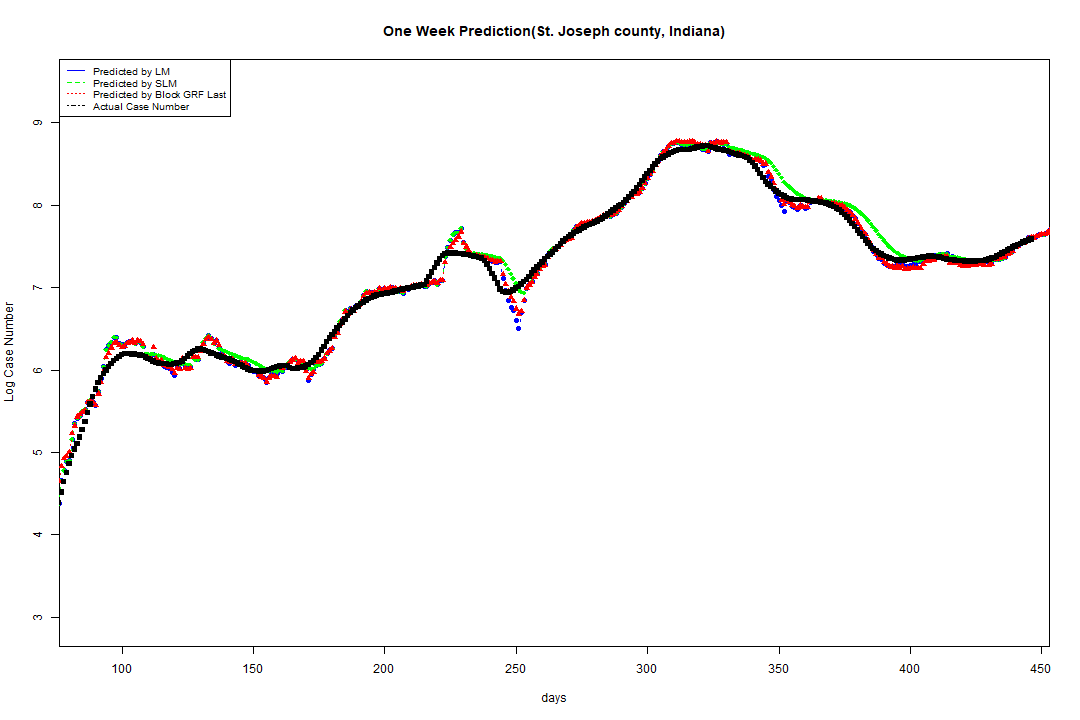 One Week Prediction(St. Joseph county, Indiana)
Predicted by LM
Predicted by SLM
Predicted by Block GRF Last
Actual Case Number
9
8
7
6
5
4
3
Log Case Number
100 150 200 250 300 350 400 450
days